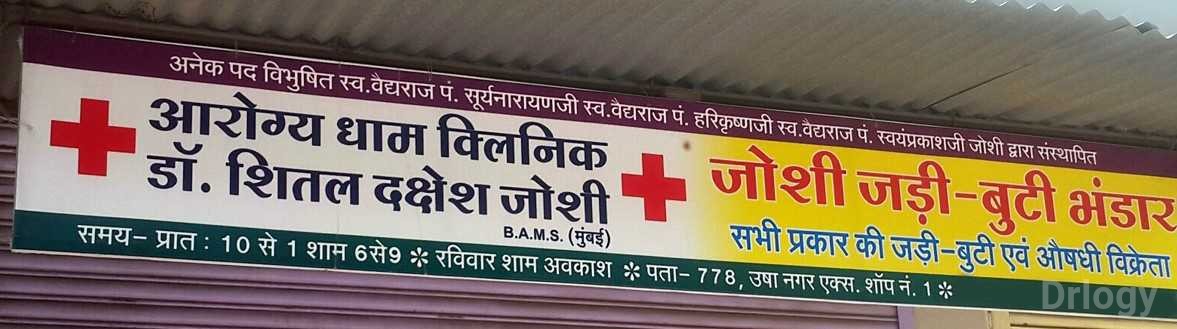 अनेक पद विभुषित स्व.वैद्यराज पं. सूर्यनारायणजी स्व.वैद्यराज पं. हरिकृष्णजी स्व.वैद्यराज पं. स्वयंप्रकाशजी जोशी द्वारा संस्थापित
आरोग्य धाम क्लिनिक
डॉ. शितल दक्षेश जोशी
B.A.M.S. (मुंबई)
जोशी जड़ी-बुटी भंडार
सभी प्रकार की जड़ी-बुटी एवं औषधी विक्रेता
समय- प्रात : 10 से 1 शाम 6से9 ❇ रविवार शाम अवकाश ❇ पता- 778, उषा नगर एक्स. शॉप नं. 1 ❇
Drlogy